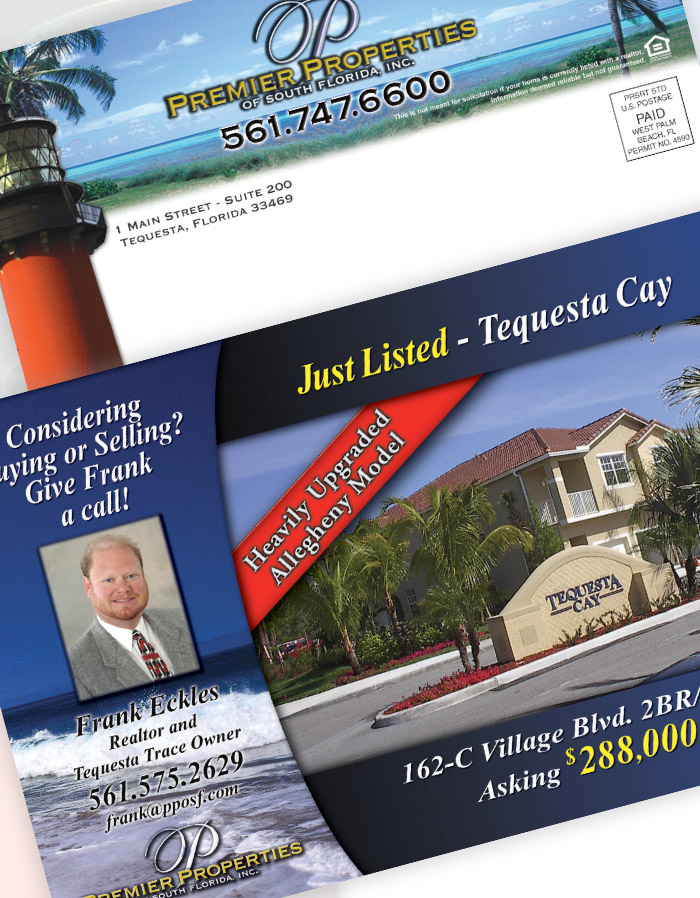 PREMIER PROPERTIES
OF SOUTH FLORIDA, INC.
561.747.6600
This is not meant for solicitation if your home is currently listed with a realtor.
Information deemed reliable but not guaranteed.
PRSRT STD
U.S. POSTAGE
PAID
WEST PALM
BEACH, FL
PERMIT NO. 4590
1 MAIN STREET - SUITE 200
TEQUESTA, FLORIDA 33469
Just Listed - Tequesta Cay
Considering
uying or Selling?
Give Frank
a call!
Heavily Upgraded
Allegheny Model
TEQUESTA
CAY
Frank Eckles
Realtor and
Tequesta Trace Owner
561.575.2629
frank@pposf.com
162-C Village Blvd. 2BR/
Asking $288,000
PREMIER PROPERTIES
SOUTH FLORIDA, INC.